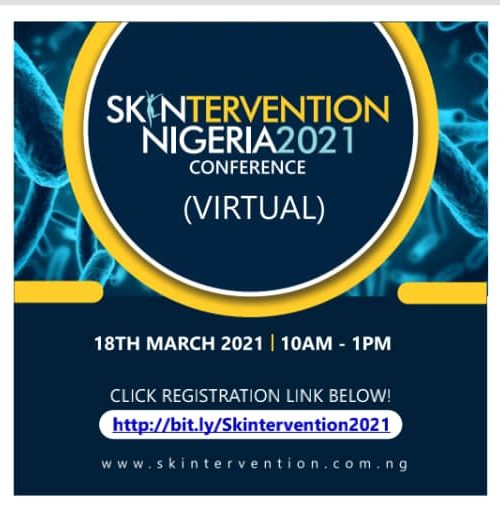 SKINTERVENTION
NIGERIA2021
CONFERENCE
(VIRTUAL)
18TH MARCH 2021 | 10AM - 1PM
CLICK REGISTRATION LINK BELOW!
http://bit.ly/Skintervention2021
www.skintervention.com.ng